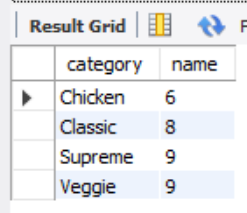 Result Grid
category name
Chicken 6
Classic 8
Supreme 9
Veggie 9